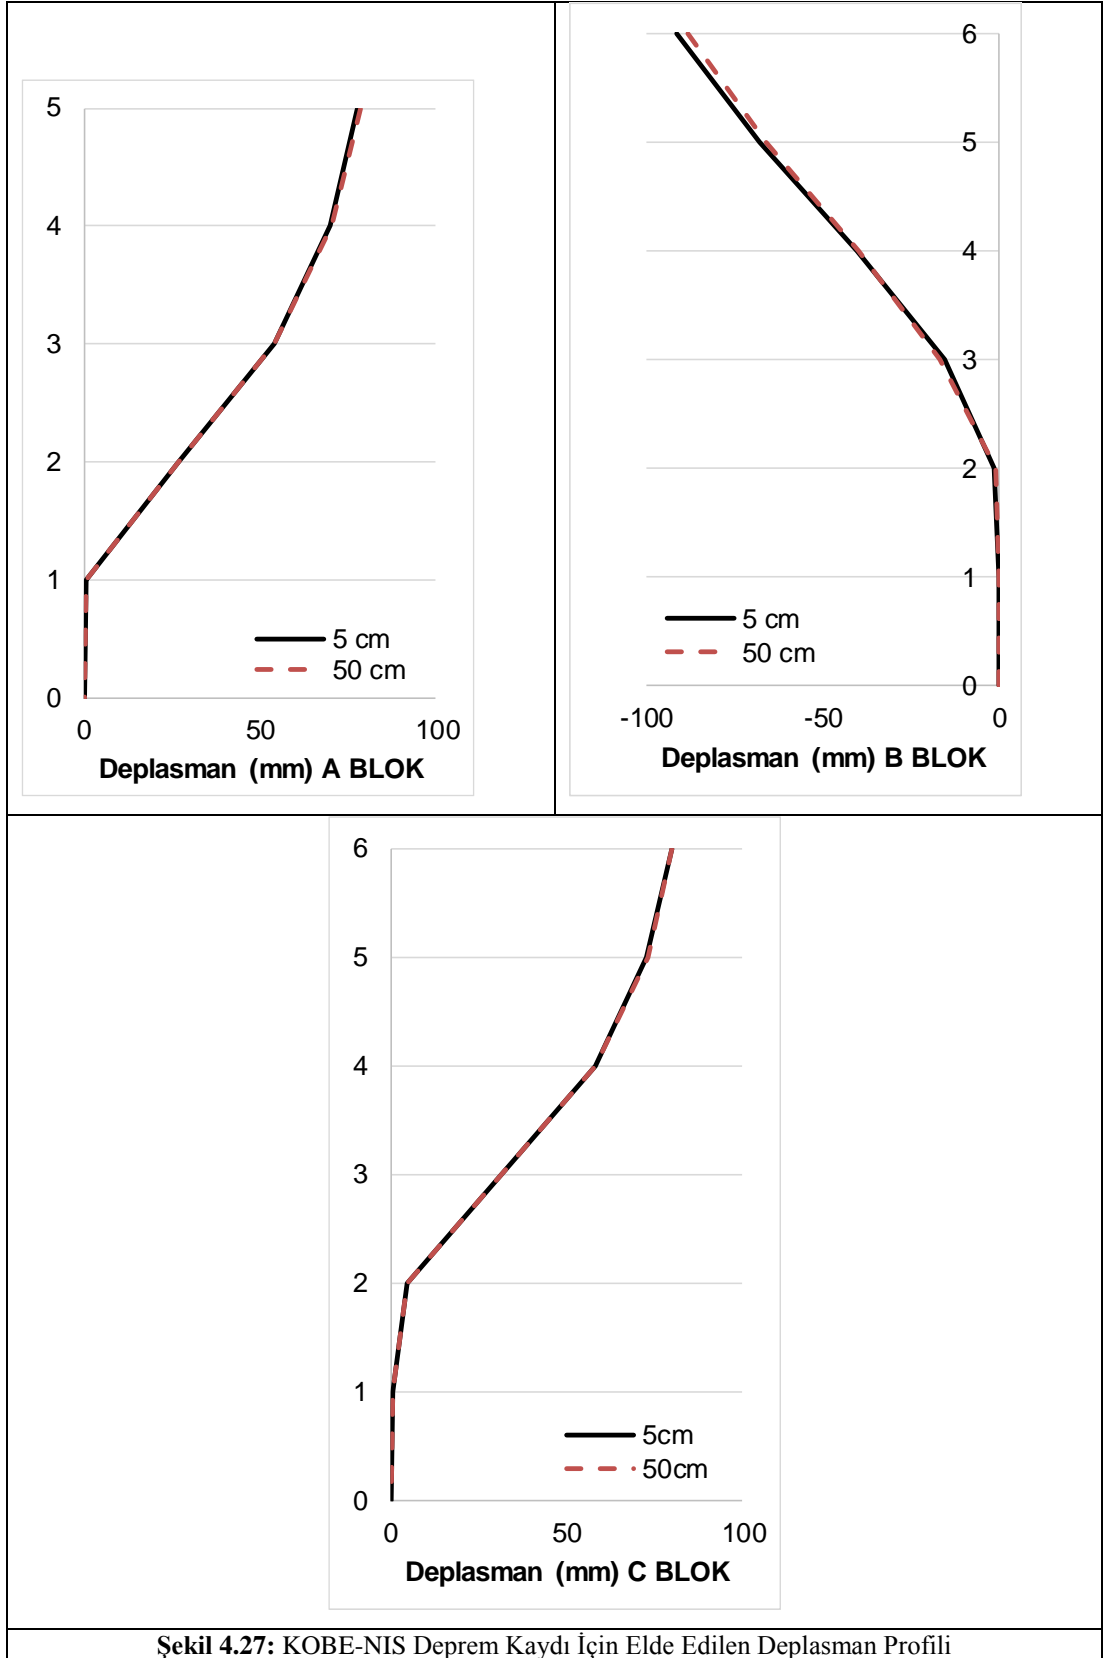 5
4
3
2
1
0
0 50 100
5 cm
50 cm
Deplasman (mm) A BLOK
6
5
4
3
2
1
0
-100 -50 0
5 cm
50 cm
Deplasman (mm) B BLOK
6
5
4
3
2
1
0
0 50 100
5cm
50cm
Deplasman (mm) C BLOK
Şekil 4.27: KOBE-NIS Deprem Kaydı İçin Elde Edilen Deplasman Profili